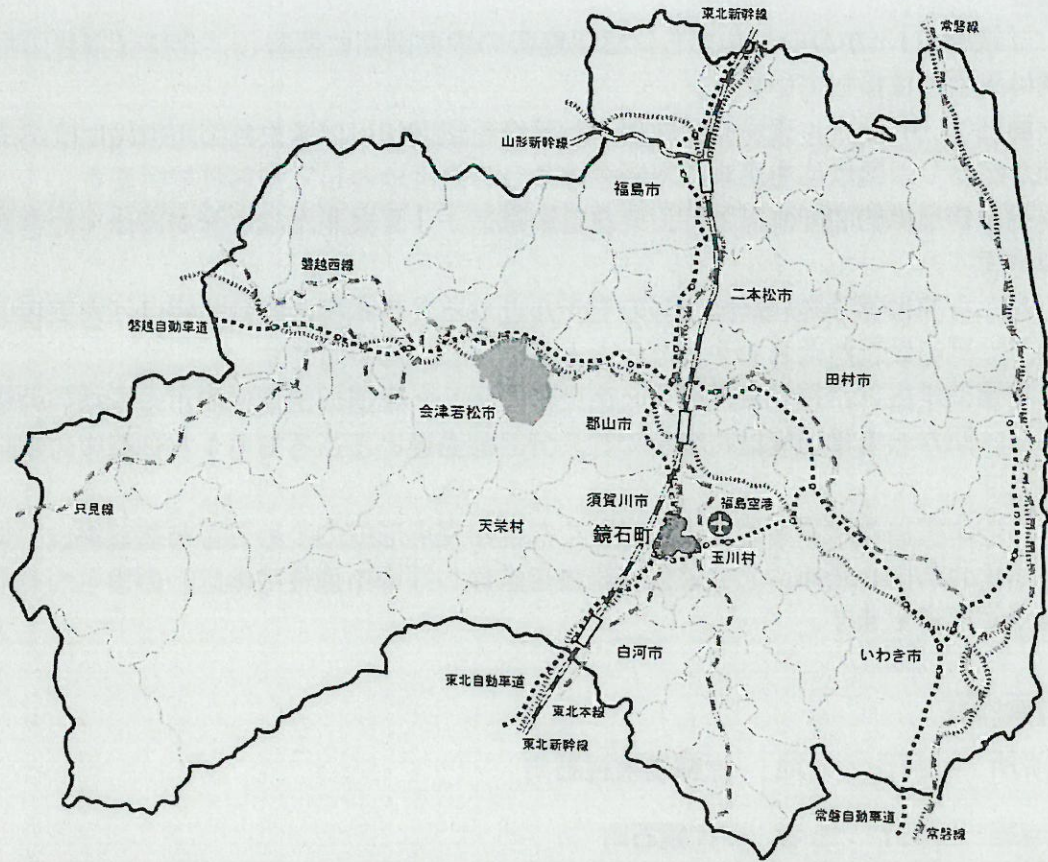 東北新幹線
常磐線
山形新幹線
福島市
磐越西線
二本松市
磐越自動車道
田村市
会津若松市
郡山市
須賀川市
福島空港
只見線
天栄村
鏡石町
玉川村
白河市
いわき市
東北自動車道
東北本線
東北新幹線
常磐自動車道
常磐線